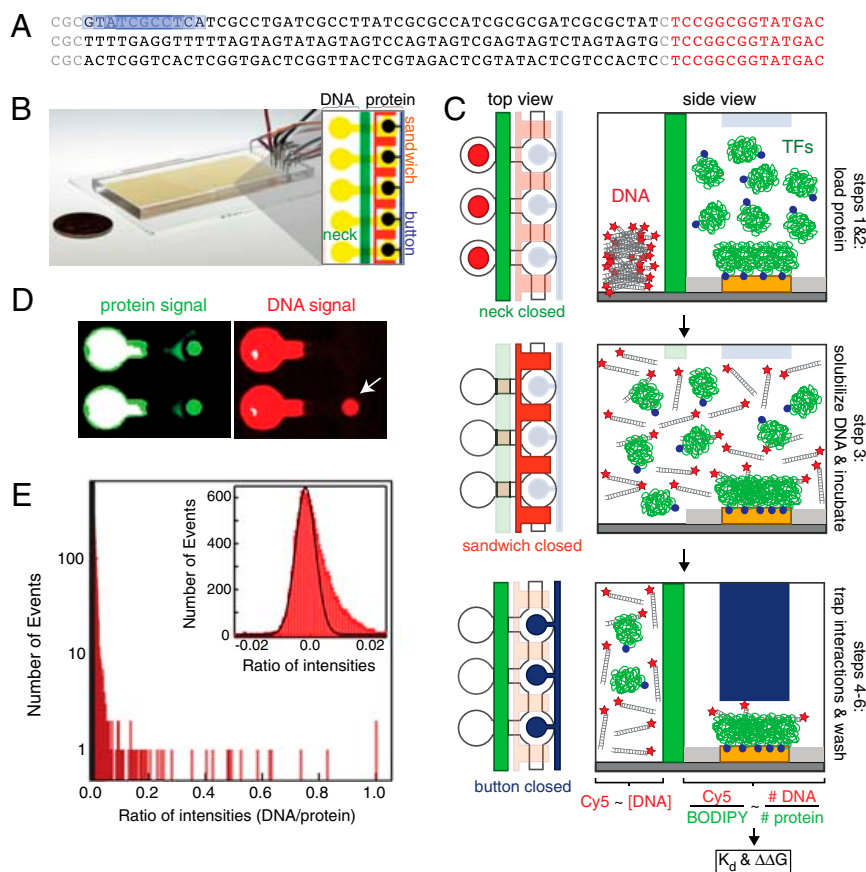 A
CGCGTATCGCCTCATCGCCTGATCGCCTTATCGCGCCATCGCGCGATCGCGCTATCTCCGGCGGTATGAC
CGCTTTTGAGGTTTTTAGTAGTATAGTAGTCCAGTAGTCGAGTAGTCTAGTAGTGCTCCGGCGGTATGAC
CGCACTCGGTCACTCGGTGACTCGGTTACTCGTAGACTCGTATACTCGTCCACTCCTCCGGCGGTATGAC
B
DNA protein
sandwich
button
neck
C
top view side view
DNA
TFs
neck closed
steps 1&2:
load protein
sandwich closed
step 3:
solubilize DNA & incubate
button closed
steps 4-6:
trap interactions & wash
Cy5 ~ [DNA]
Cy5 ~ # DNA
BODIPY # protein
Kd & ΔΔG
D
protein signal DNA signal
E
Number of Events
100
10
1
0.0 0.2 0.4 0.6 0.8 1.0
Ratio of intensities (DNA/protein)
Number of Events
600
400
200
0
-0.02 0.0 0.02
Ratio of intensities